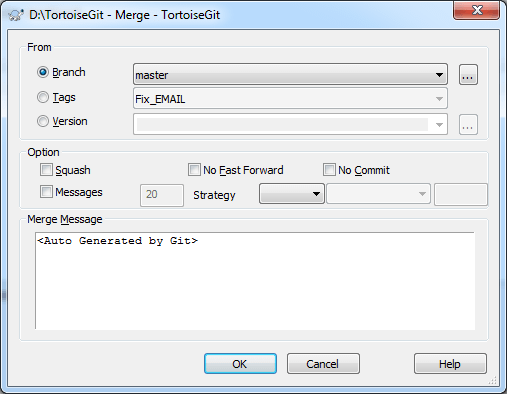 D:\TortoiseGit - Merge - TortoiseGit
From
Branch master ...
Tags Fix_EMAIL
Version ...
Option
Squash No Fast Forward No Commit
Messages 20 Strategy
Merge Message
<Auto Generated by Git>
OK Cancel Help